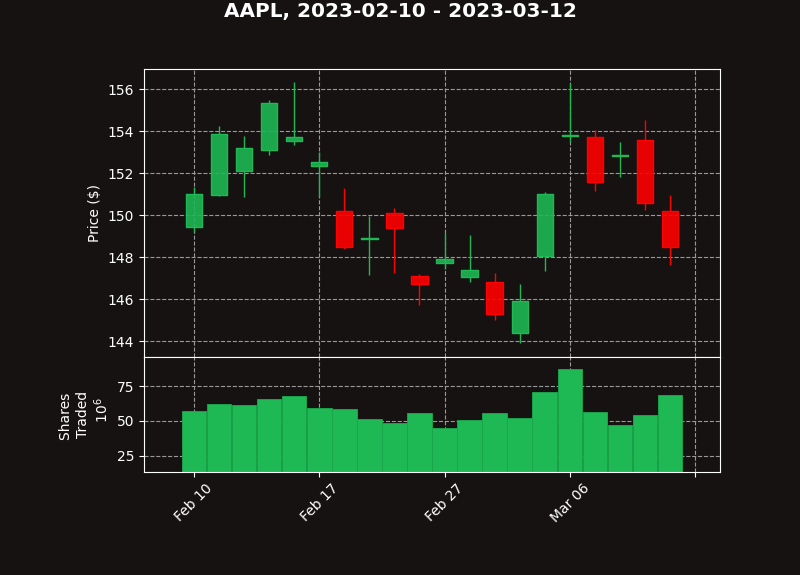 AAPL, 2023-02-10 - 2023-03-12
156
154
152
150
148
146
144
Price ($)
75
50
25
Shares
Traded
10⁶
Feb 10
Feb 17
Feb 27
Mar 06